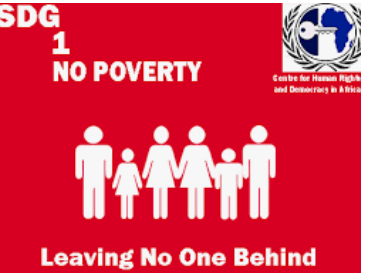 SDG
1
NO POVERTY
Centre for Human Rights
and Democracy in Africa
Leaving No One Behind